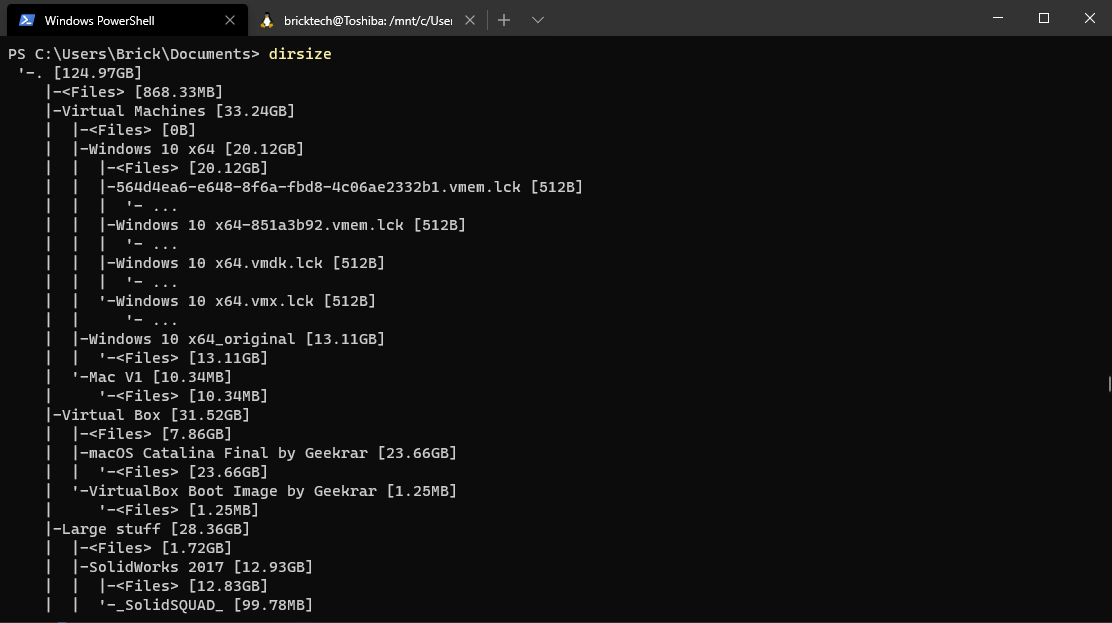 Windows PowerShell
bricktech@Toshiba: /mnt/c/User
PS C:\Users\Brick\Documents> dirsize
 '-. [124.97GB]
    |-<Files> [868.33MB]
    |-Virtual Machines [33.24GB]
    |  |-<Files> [0B]
    |  |-Windows 10 x64 [20.12GB]
    |  |  |-<Files> [20.12GB]
    |  |  |-564d4ea6-e648-8f6a-fbd8-4c06ae2332b1.vmem.lck [512B]
    |  |  |  '- ...
    |  |  |-Windows 10 x64-851a3b92.vmem.lck [512B]
    |  |  |  '- ...
    |  |  |-Windows 10 x64.vmdk.lck [512B]
    |  |  |  '- ...
    |  |  '-Windows 10 x64.vmx.lck [512B]
    |  |     '- ...
    |  |-Windows 10 x64_original [13.11GB]
    |  |  '-<Files> [13.11GB]
    |  '-Mac V1 [10.34MB]
    |     '-<Files> [10.34MB]
    |-Virtual Box [31.52GB]
    |  |-<Files> [7.86GB]
    |  |-macOS Catalina Final by Geekrar [23.66GB]
    |  |  '-<Files> [23.66GB]
    |  '-VirtualBox Boot Image by Geekrar [1.25MB]
    |     '-<Files> [1.25MB]
    |-Large stuff [28.36GB]
    |  |-<Files> [1.72GB]
    |  |-SolidWorks 2017 [12.93GB]
    |  |  |-<Files> [12.83GB]
    |  |  '-_SolidSQUAD_ [99.78MB]